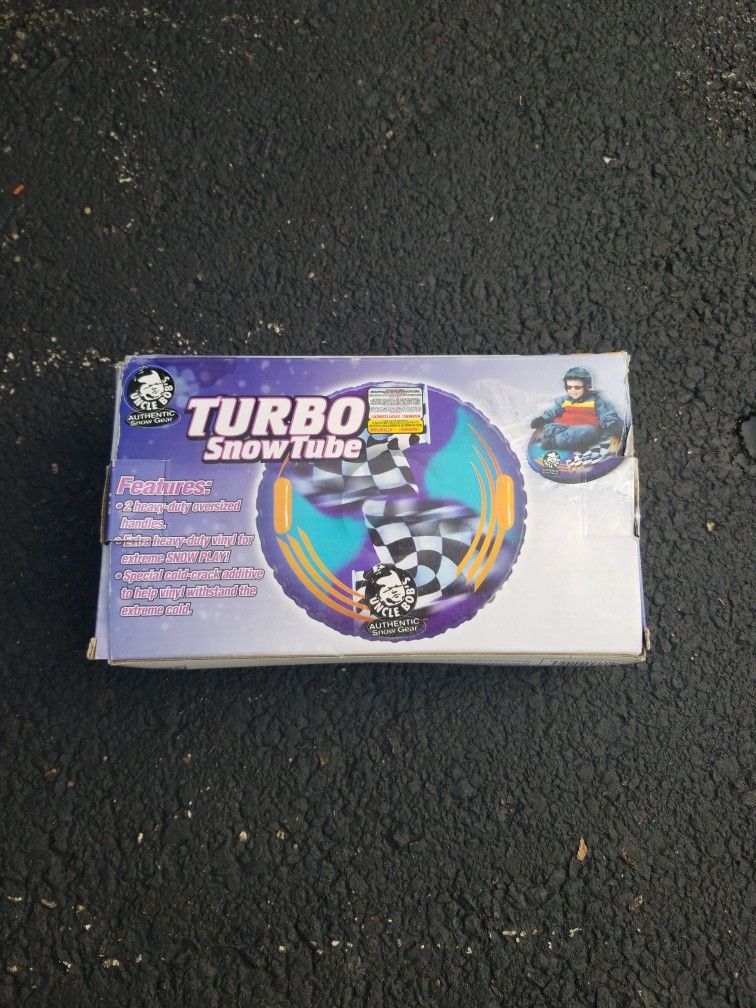 UNCLE BOB'S
AUTHENTIC
Snow Gear
TURBO
Snow Tube
Features:
• 2 heavy-duty oversized
handles.
• Extra heavy-duty vinyl for
extreme SNOW PLAY!
• Special cold-crack additive
to help vinyl withstand the
extreme cold.
UNCLE BOB'S
AUTHENTIC
Snow Gear